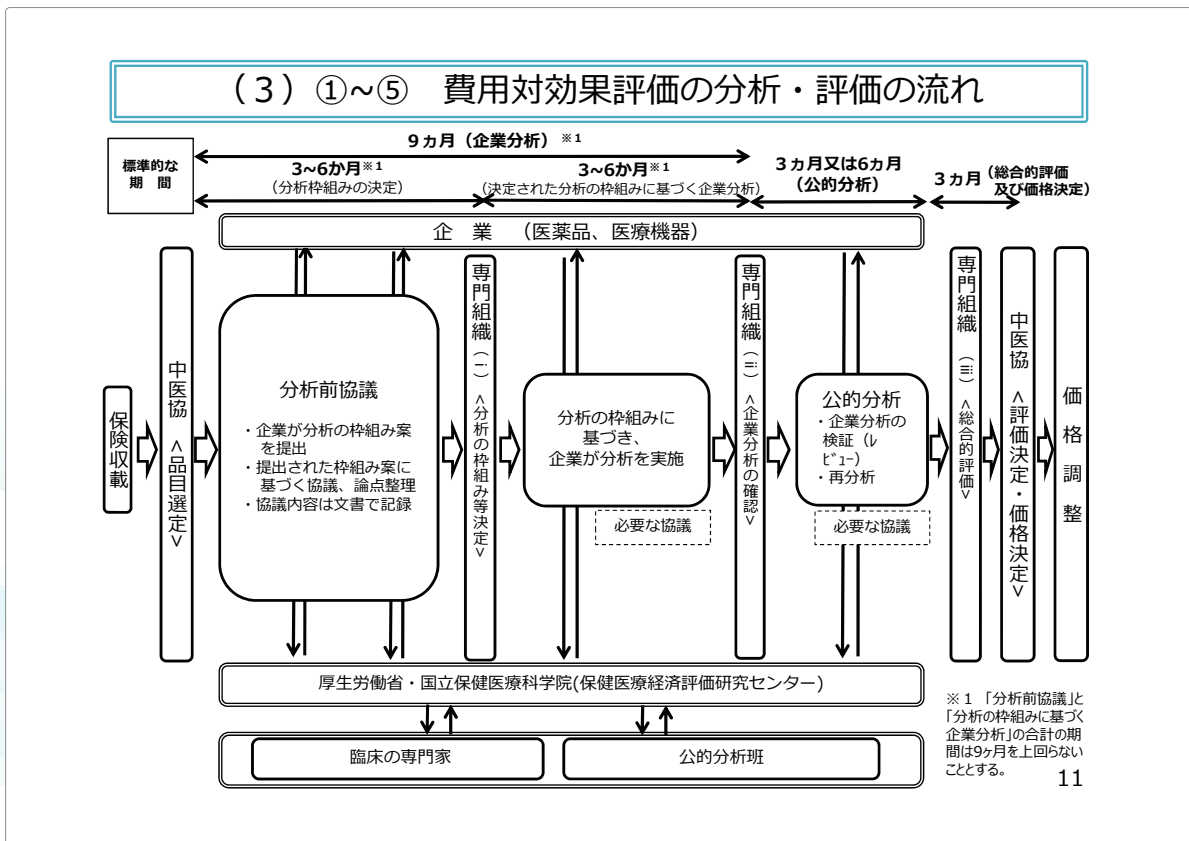 （３）①~⑤　費用対効果評価の分析・評価の流れ
標準的な
期　間
９ヵ月（企業分析）※1
3~6か月※1
（分析枠組みの決定）
3~6か月※1
（決定された分析の枠組みに基づく企業分析）
３ヵ月又は6ヵ月
（公的分析）
３ヵ月（総合的評価
及び価格決定）
企　業　（医薬品、医療機器）
保険収載
中医協　<品目選定>
分析前協議
・企業が分析の枠組み案
を提出
・提出された枠組み案に
基づく協議、論点整理
・協議内容は文書で記録
専門組織（ⅰ）<分析の枠組み等決定>
分析の枠組みに
基づき、
企業が分析を実施
必要な協議
専門組織（ⅱ）<企業分析の確認>
公的分析
・企業分析の
検証（ﾚ
ﾋﾞｭｰ）
・再分析
必要な協議
専門組織（ⅲ）<総合的評価>
中医協　<評価決定・価格決定>
価格調整
厚生労働省・国立保健医療科学院(保健医療経済評価研究センター)
臨床の専門家
公的分析班
※１　「分析前協議」と
「分析の枠組みに基づく
企業分析」の合計の期
間は9ヶ月を上回らない
こととする。
11